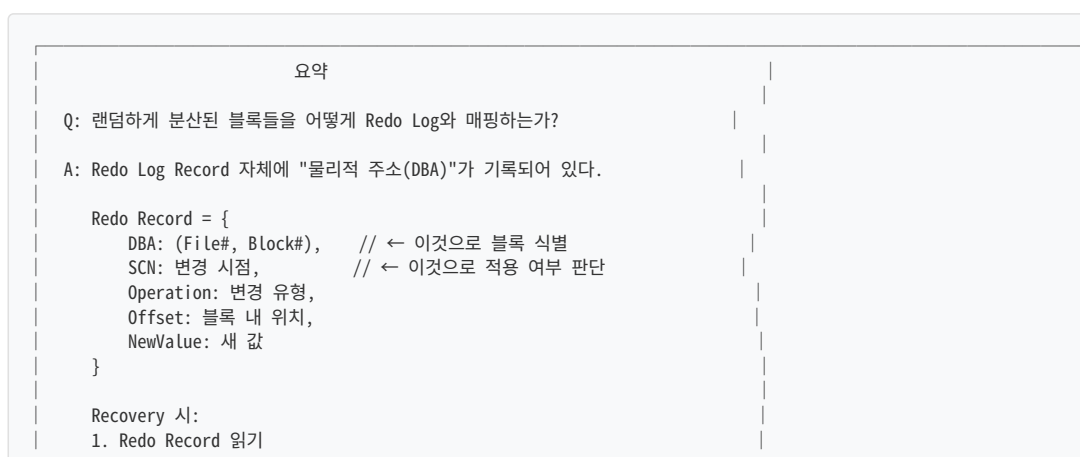 요약
Q: 랜덤하게 분산된 블록들을 어떻게 Redo Log와 매핑하는가?
A: Redo Log Record 자체에 "물리적 주소(DBA)"가 기록되어 있다.
Redo Record = {
DBA: (File#, Block#),    // ← 이것으로 블록 식별
SCN: 변경 시점,    // ← 이것으로 적용 여부 판단
Operation: 변경 유형,
Offset: 블록 내 위치,
NewValue: 새 값
}
Recovery 시:
1. Redo Record 읽기